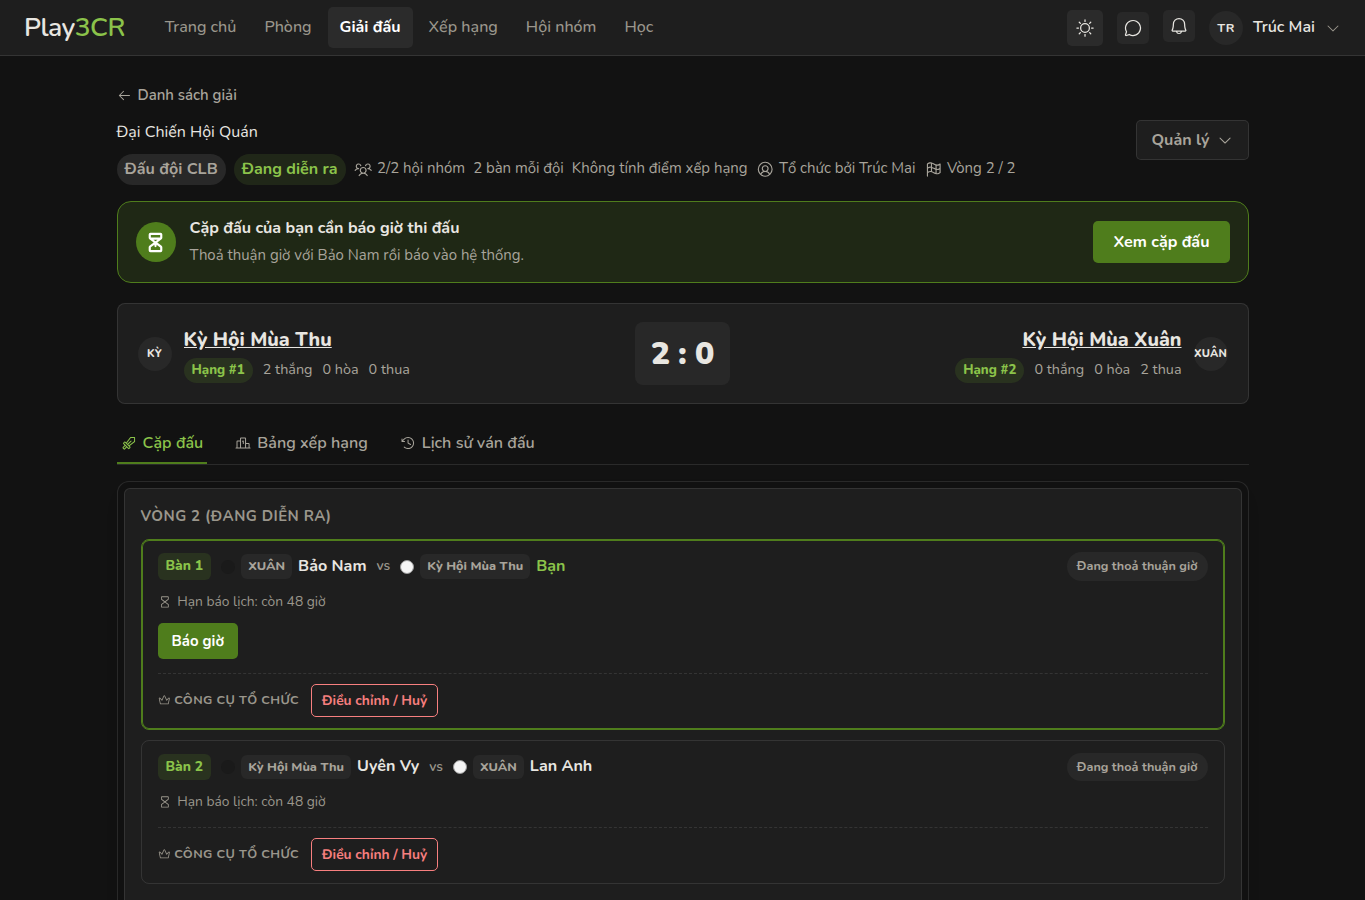 Play3CR Trang chủ Phòng Giải đấu Xếp hạng Hội nhóm Học TR Trúc Mai
Danh sách giải
Đại Chiến Hội Quán
Quản lý
Đấu đội CLB Đang diễn ra 2/2 hội nhóm 2 bàn mỗi đội Không tính điểm xếp hạng Tổ chức bởi Trúc Mai Vòng 2 / 2
Cặp đấu của bạn cần báo giờ thi đấu
Thoả thuận giờ với Bảo Nam rồi báo vào hệ thống.
Xem cặp đấu
KỲ Kỳ Hội Mùa Thu
Hạng #1 2 thắng 0 hòa 0 thua
2 : 0
Kỳ Hội Mùa Xuân XUÂN
Hạng #2 0 thắng 0 hòa 2 thua
Cặp đấu Bảng xếp hạng Lịch sử ván đấu
VÒNG 2 (ĐANG DIỄN RA)
Bàn 1 XUÂN Bảo Nam vs Kỳ Hội Mùa Thu Bạn Đang thoả thuận giờ
Hạn báo lịch: còn 48 giờ
Báo giờ
CÔNG CỤ TỔ CHỨC Điều chỉnh / Huỷ
Bàn 2 Kỳ Hội Mùa Thu Uyên Vy vs XUÂN Lan Anh Đang thoả thuận giờ
Hạn báo lịch: còn 48 giờ
CÔNG CỤ TỔ CHỨC Điều chỉnh / Huỷ